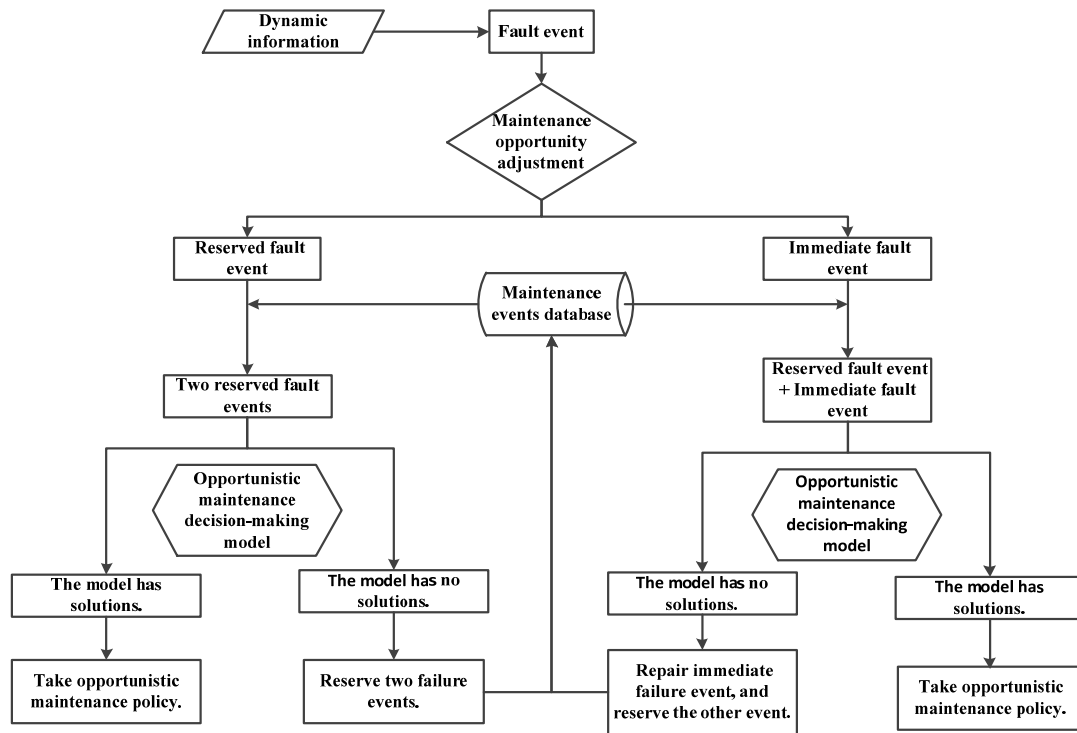 Dynamic
information
Fault event
Maintenance
opportunity
adjustment
Reserved fault
event
Immediate fault
event
Maintenance
events database
Two reserved fault
events
Reserved fault event
+ Immediate fault
event
Opportunistic
maintenance
decision-making
model
Opportunistic
maintenance
decision-making
model
The model has
solutions.
The model has no
solutions.
The model has no
solutions.
The model has
solutions.
Take opportunistic
maintenance policy.
Reserve two failure
events.
Repair immediate
failure event, and
reserve the other event.
Take opportunistic
maintenance policy.